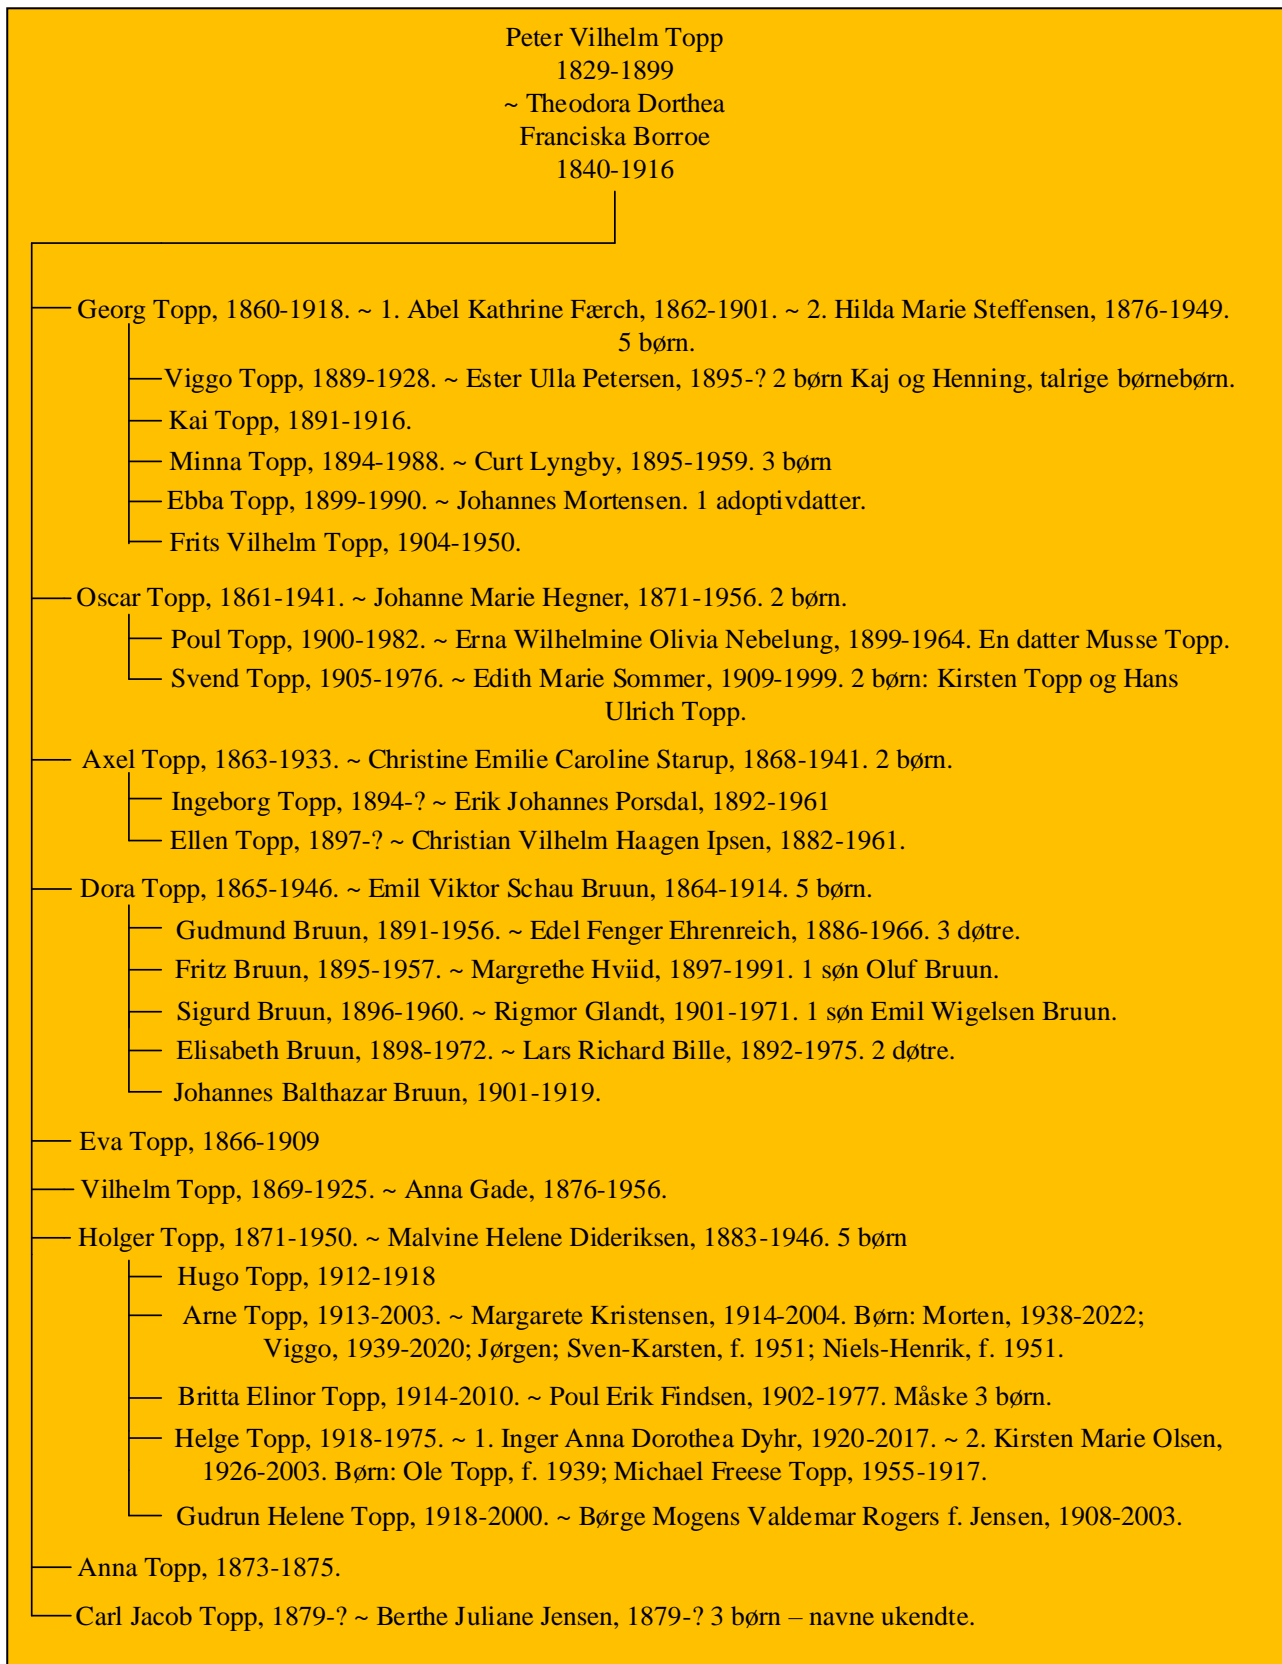 Peter Vilhelm Topp
1829-1899
~ Theodora Dorthea
Franciska Borroe
1840-1916
Georg Topp, 1860-1918. ~ 1. Abel Kathrine Færch, 1862-1901. ~ 2. Hilda Marie Steffensen, 1876-1949.
5 børn.
Viggo Topp, 1889-1928. ~ Ester Ulla Petersen, 1895-? 2 børn Kaj og Henning, talrige børnebørn.
Kai Topp, 1891-1916.
Minna Topp, 1894-1988. ~ Curt Lyngby, 1895-1959. 3 børn
Ebba Topp, 1899-1990. ~ Johannes Mortensen. 1 adoptivdatter.
Frits Vilhelm Topp, 1904-1950.
Oscar Topp, 1861-1941. ~ Johanne Marie Hegner, 1871-1956. 2 børn.
Poul Topp, 1900-1982. ~ Erna Wilhelmine Olivia Nebelung, 1899-1964. En datter Musse Topp.
Svend Topp, 1905-1976. ~ Edith Marie Sommer, 1909-1999. 2 børn: Kirsten Topp og Hans
Ulrich Topp.
Axel Topp, 1863-1933. ~ Christine Emilie Caroline Starup, 1868-1941. 2 børn.
Ingeborg Topp, 1894-? ~ Erik Johannes Porsdal, 1892-1961
Ellen Topp, 1897-? ~ Christian Vilhelm Haagen Ipsen, 1882-1961.
Dora Topp, 1865-1946. ~ Emil Viktor Schau Bruun, 1864-1914. 5 børn.
Gudmund Bruun, 1891-1956. ~ Edel Fenger Ehrenreich, 1886-1966. 3 døtre.
Fritz Bruun, 1895-1957. ~ Margrethe Hviid, 1897-1991. 1 søn Oluf Bruun.
Sigurd Bruun, 1896-1960. ~ Rigmor Glandt, 1901-1971. 1 søn Emil Wigelsen Bruun.
Elisabeth Bruun, 1898-1972. ~ Lars Richard Bille, 1892-1975. 2 døtre.
Johannes Balthazar Bruun, 1901-1919.
Eva Topp, 1866-1909
Vilhelm Topp, 1869-1925. ~ Anna Gade, 1876-1956.
Holger Topp, 1871-1950. ~ Malvine Helene Dideriksen, 1883-1946. 5 børn
Hugo Topp, 1912-1918
Arne Topp, 1913-2003. ~ Margarete Kristensen, 1914-2004. Børn: Morten, 1938-2022;
Viggo, 1939-2020; Jørgen; Sven-Karsten, f. 1951; Niels-Henrik, f. 1951.
Britta Elinor Topp, 1914-2010. ~ Poul Erik Findsen, 1902-1977. Måske 3 børn.
Helge Topp, 1918-1975. ~ 1. Inger Anna Dorothea Dyhr, 1920-2017. ~ 2. Kirsten Marie Olsen,
1926-2003. Børn: Ole Topp, f. 1939; Michael Freese Topp, 1955-1917.
Gudrun Helene Topp, 1918-2000. ~ Børge Mogens Valdemar Rogers f. Jensen, 1908-2003.
Anna Topp, 1873-1875.
Carl Jacob Topp, 1879-? ~ Berthe Juliane Jensen, 1879-? 3 børn – navne ukendte.